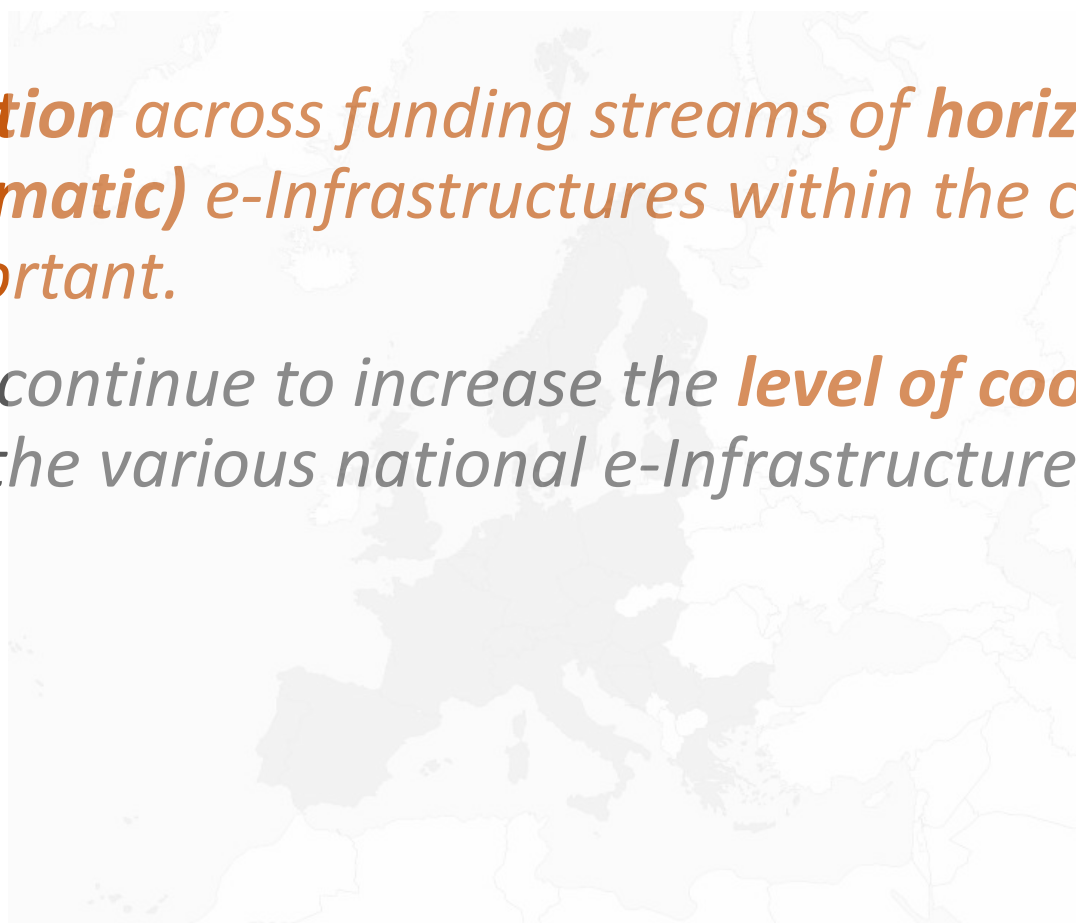 tion across funding streams of horiz
matic) e-Infrastructures within the c
ortant.
continue to increase the level of coo
the various national e-Infrastructure